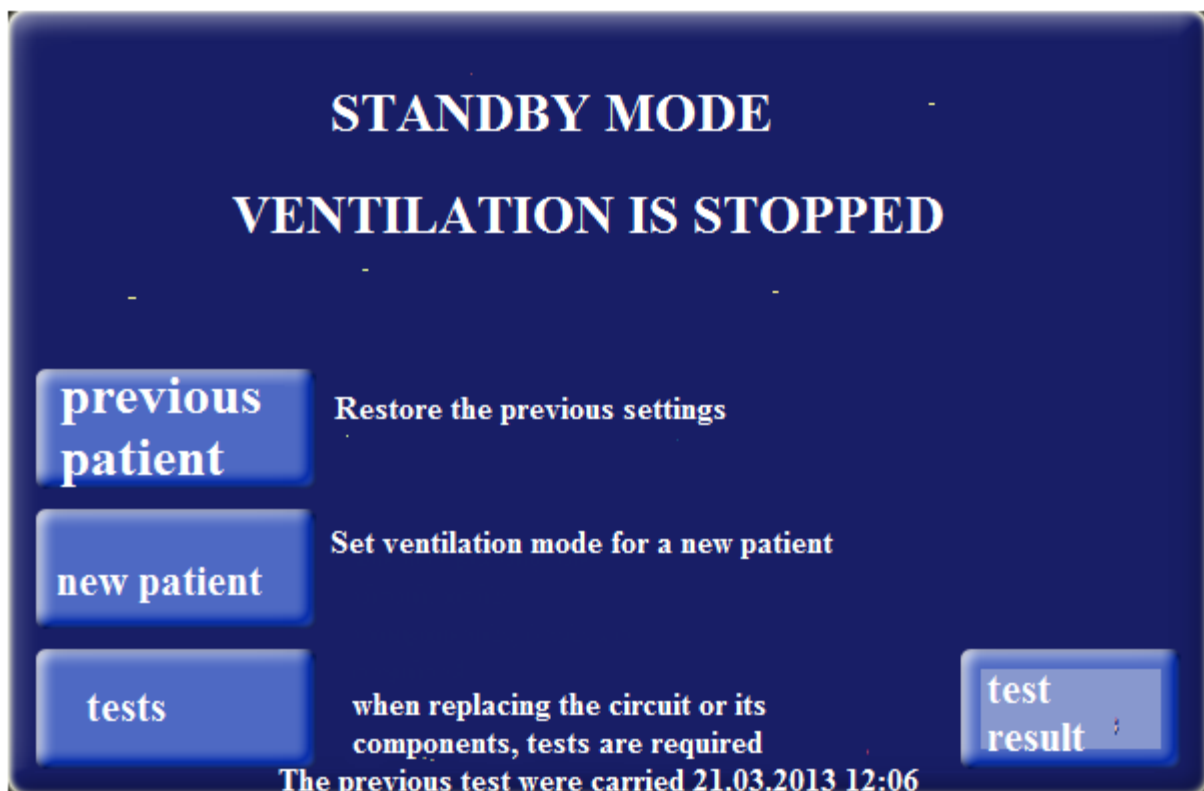 STANDBY MODE
VENTILATION IS STOPPED
previous
patient
Restore the previous settings
new patient
Set ventilation mode for a new patient
tests
when replacing the circuit or its
components, tests are required
test
result
The previous test were carried 21.03.2013 12:06